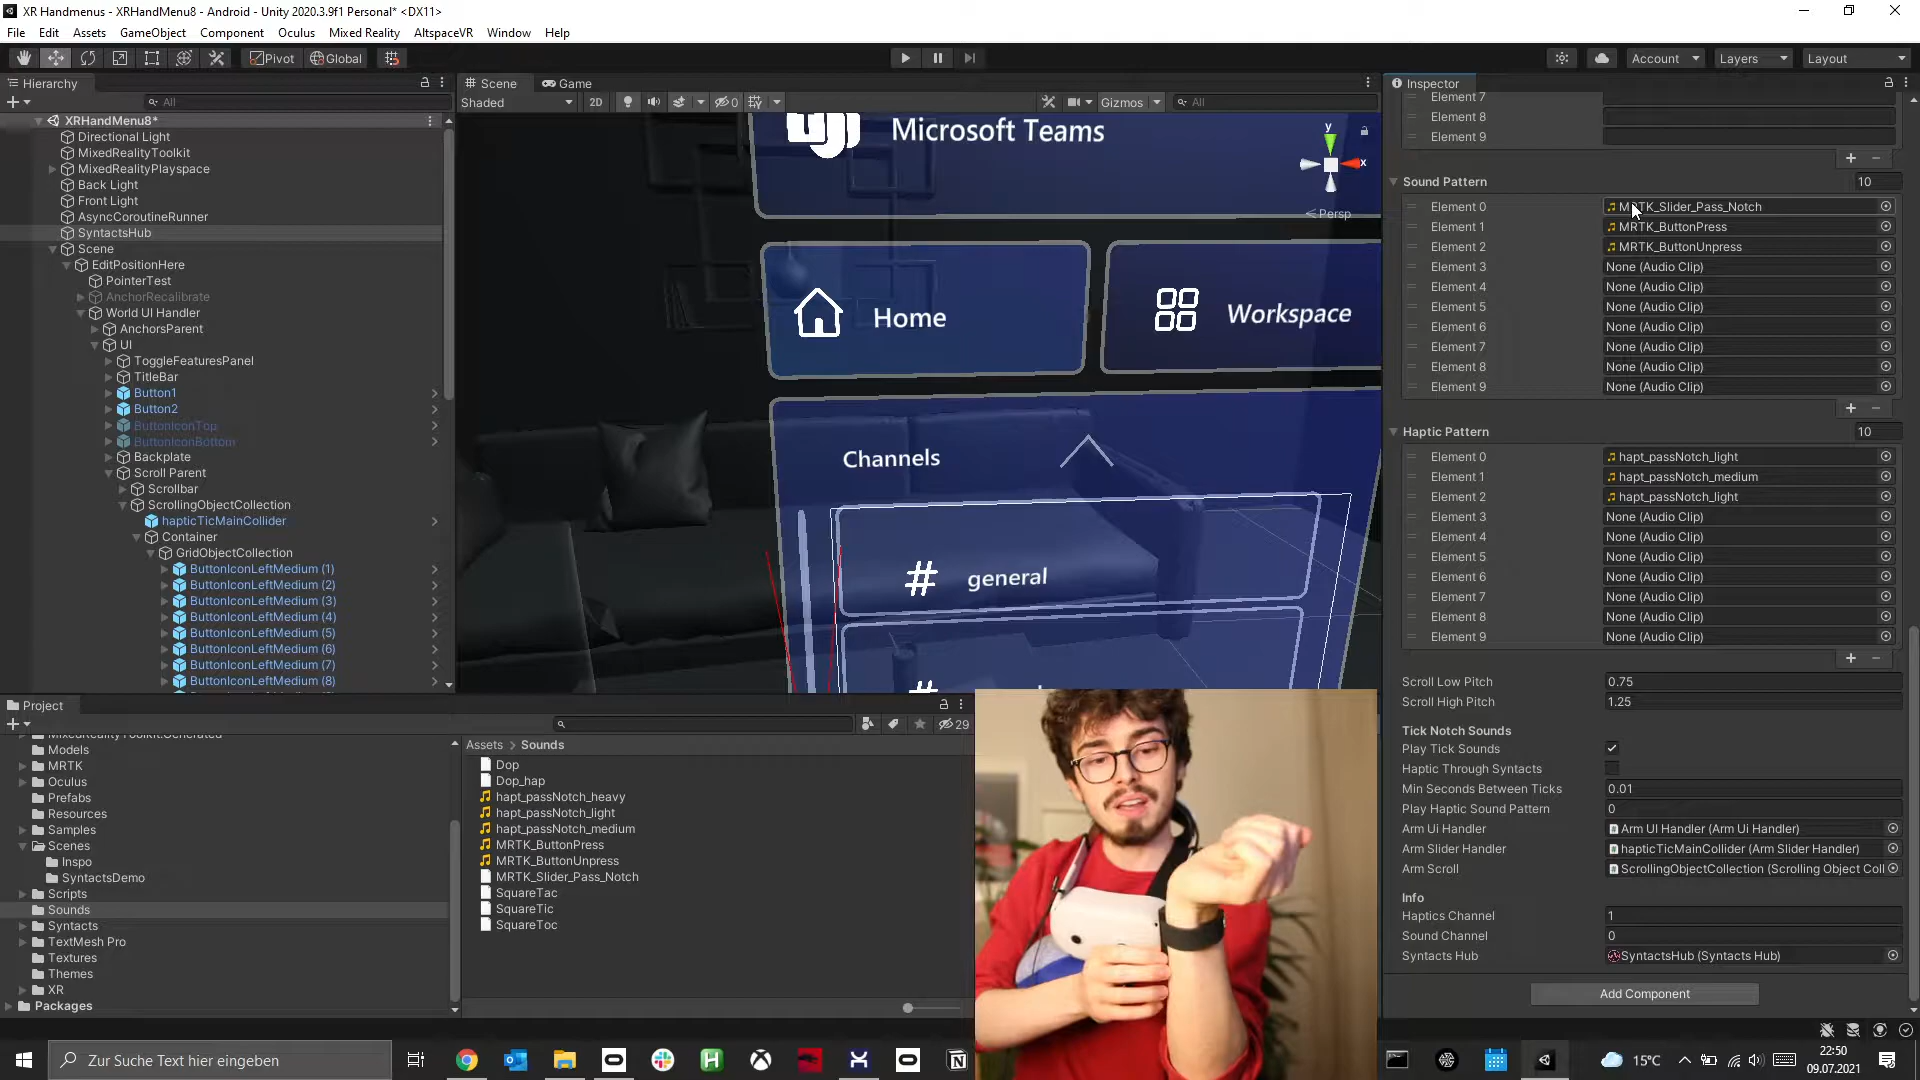 XR Handmenus - XRHandMenu8 - Android - Unity 2020.3.9f1 Personal* <DX11>
File Edit Assets GameObject Component Oculus Mixed Reality AltspaceVR Window Help
Pivot Global Account Layers Layout
Hierarchy
All
XRHandMenu8*
Directional Light
MixedRealityToolkit
MixedRealityPlayspace
Back Light
Front Light
AsyncCoroutineRunner
SyntactsHub
Scene
EditPositionHere
PointerTest
AnchorRecalibrate
World UI Handler
AnchorsParent
UI
ToggleFeaturesPanel
TitleBar
Button1
Button2
ButtonIconTop
ButtonIconBottom
Backplate
Scroll Parent
Scrollbar
ScrollingObjectCollection
hapticTicMainCollider
Container
GridObjectCollection
ButtonIconLeftMedium (1)
ButtonIconLeftMedium (2)
ButtonIconLeftMedium (3)
ButtonIconLeftMedium (4)
ButtonIconLeftMedium (5)
ButtonIconLeftMedium (6)
ButtonIconLeftMedium (7)
ButtonIconLeftMedium (8)
Scene Game
Shaded 2D 0 Gizmos All
Microsoft Teams
y
x
Persp
Home
Workspace
Channels
# general
#
Inspector
Element 7
Element 8
Element 9
Sound Pattern 10
Element 0 MRTK_Slider_Pass_Notch
Element 1 MRTK_ButtonPress
Element 2 MRTK_ButtonUnpress
Element 3 None (Audio Clip)
Element 4 None (Audio Clip)
Element 5 None (Audio Clip)
Element 6 None (Audio Clip)
Element 7 None (Audio Clip)
Element 8 None (Audio Clip)
Element 9 None (Audio Clip)
Haptic Pattern 10
Element 0 hapt_passNotch_light
Element 1 hapt_passNotch_medium
Element 2 hapt_passNotch_light
Element 3 None (Audio Clip)
Element 4 None (Audio Clip)
Element 5 None (Audio Clip)
Element 6 None (Audio Clip)
Element 7 None (Audio Clip)
Element 8 None (Audio Clip)
Element 9 None (Audio Clip)
Scroll Low Pitch 0.75
Scroll High Pitch 1.25
Tick Notch Sounds
Play Tick Sounds
Haptic Through Syntacts
Min Seconds Between Ticks 0.01
Play Haptic Sound Pattern 0
Arm Ui Handler Arm UI Handler (Arm Ui Handler)
Arm Slider Handler hapticTicMainCollider (Arm Slider Handler)
Arm Scroll ScrollingObjectCollection (Scrolling Object Coll
Info
Haptics Channel 1
Sound Channel 0
Syntacts Hub SyntactsHub (Syntacts Hub)
Add Component
Project
29
MixedRealityToolkit.Generated
Models
MRTK
Oculus
Prefabs
Resources
Samples
Scenes
Inspo
SyntactsDemo
Scripts
Sounds
Syntacts
TextMesh Pro
Textures
Themes
XR
Packages
Assets > Sounds
Dop
Dop_hap
hapt_passNotch_heavy
hapt_passNotch_light
hapt_passNotch_medium
MRTK_ButtonPress
MRTK_ButtonUnpress
MRTK_Slider_Pass_Notch
SquareTac
SquareTic
SquareToc
Zur Suche Text hier eingeben
15°C
22:50
09.07.2021